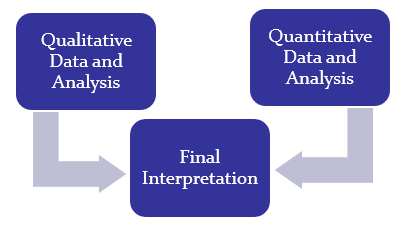 Qualitative
Data and
Analysis
Quantitative
Data and
Analysis
Final
Interpretation